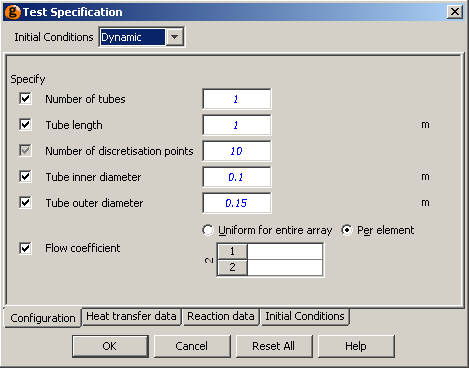 Test Specification
Initial Conditions Dynamic
Specify
Number of tubes 1
Tube length 1 m
Number of discretisation points 10
Tube inner diameter 0.1 m
Tube outer diameter 0.15 m
Uniform for entire array Per element
Flow coefficient 2 1
2
Configuration Heat transfer data Reaction data Initial Conditions
OK Cancel Reset All Help